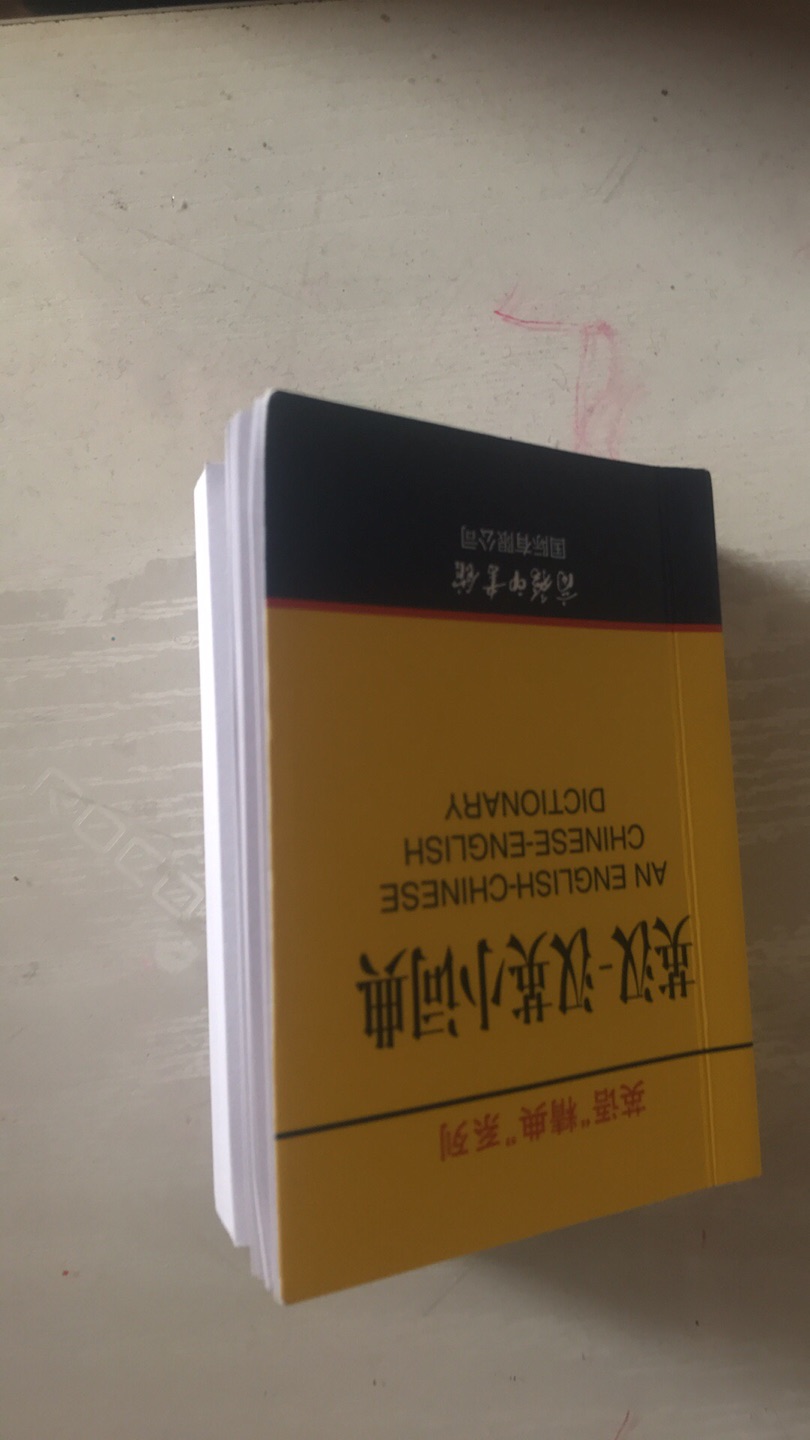 英语“精典”系列
英汉-汉英小词典
AN ENGLISH-CHINESE
CHINESE-ENGLISH
DICTIONARY
商务印书馆
国际有限公司